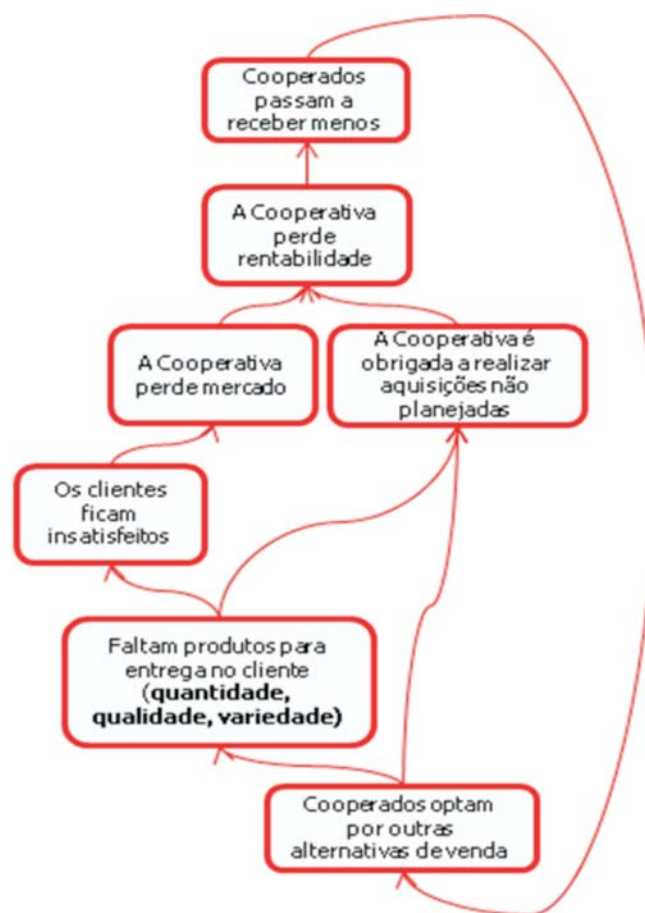 Cooperados
passam a
receber menos
A Cooperativa
perde
rentabilidade
A Cooperativa
perde mercado
A Cooperativa é
obrigada a realizar
aquisições não
planejadas
Os clientes
ficam
insatisfeitos
Faltam produtos para
entrega no cliente
(quantidade,
qualidade, variedade)
Cooperados optam
por outras
alternativas de venda